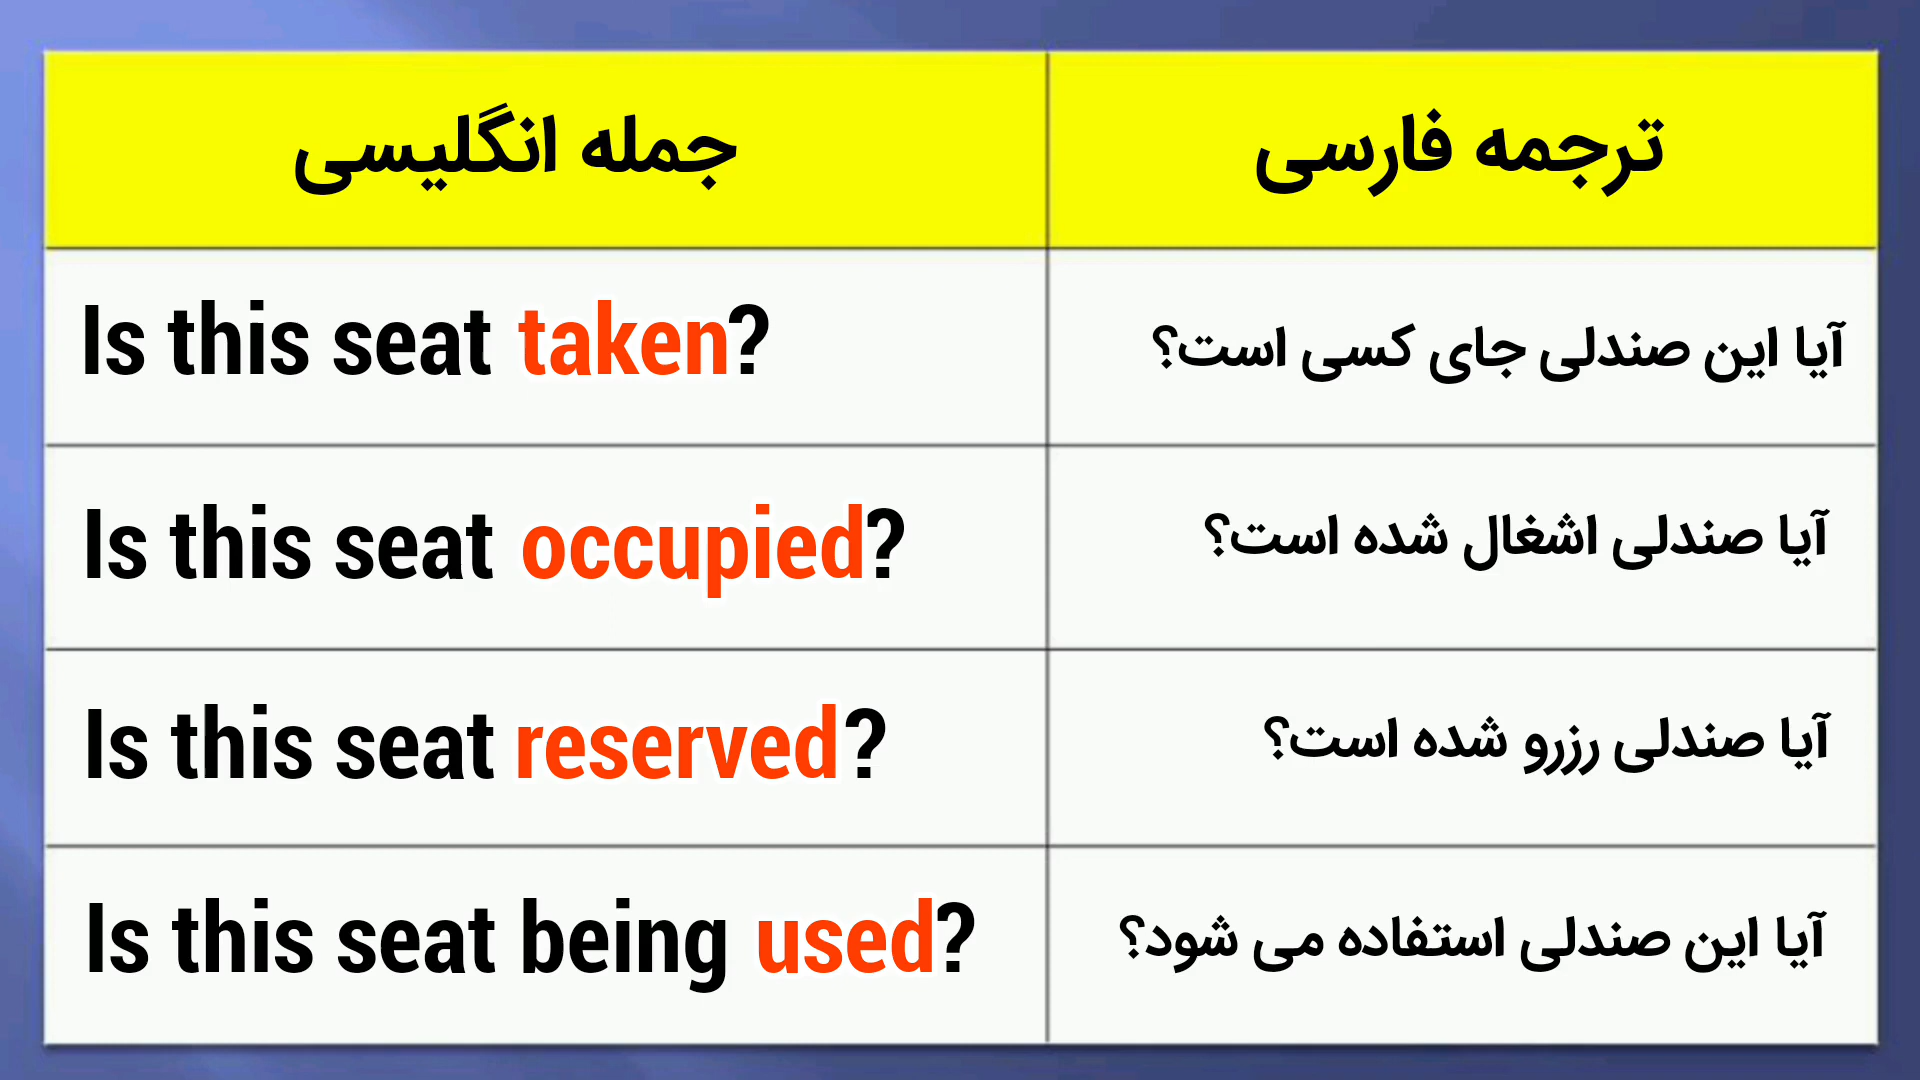 جمله انگلیسی
ترجمه فارسی
Is this seat taken?
آیا این صندلی جای کسی است؟
Is this seat occupied?
آیا صندلی اشغال شده است؟
Is this seat reserved?
آیا صندلی رزرو شده است؟
Is this seat being used?
آیا این صندلی استفاده می شود؟